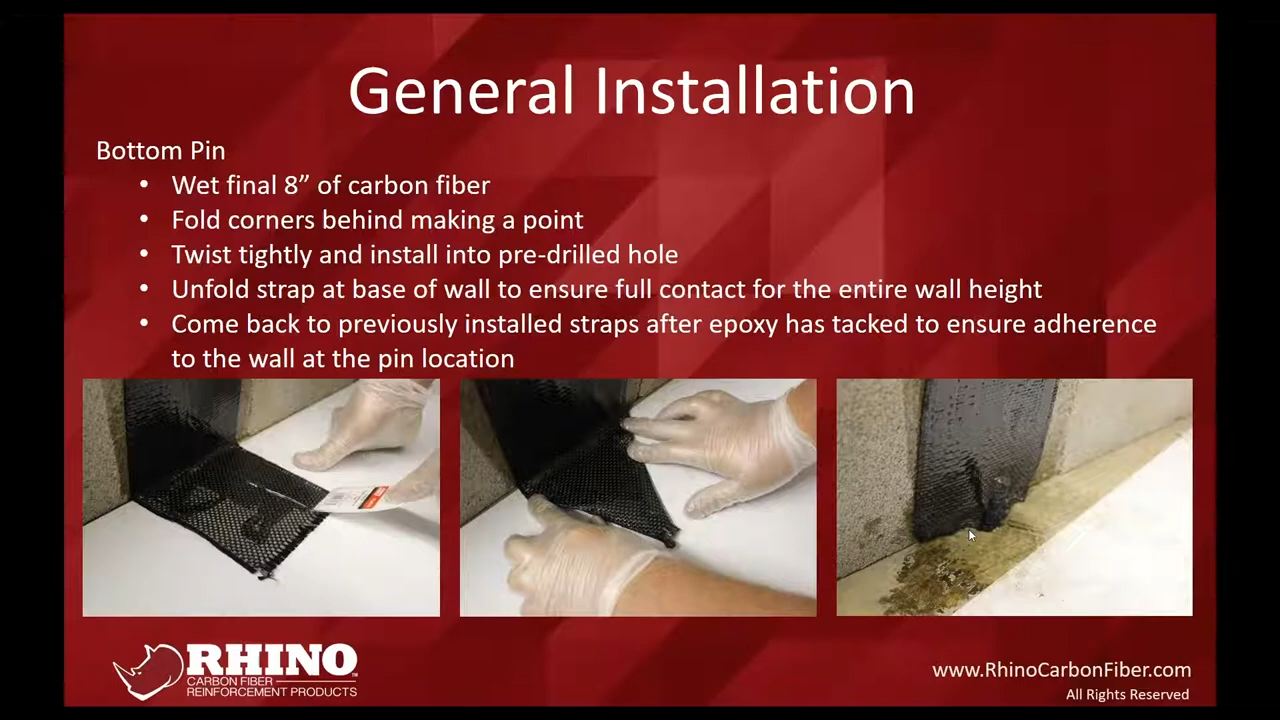 General Installation
Bottom Pin
• Wet final 8” of carbon fiber
• Fold corners behind making a point
• Twist tightly and install into pre-drilled hole
• Unfold strap at base of wall to ensure full contact for the entire wall height
• Come back to previously installed straps after epoxy has tacked to ensure adherence
to the wall at the pin location
RHINO™
CARBON FIBER
REINFORCEMENT PRODUCTS
www.RhinoCarbonFiber.com
All Rights Reserved